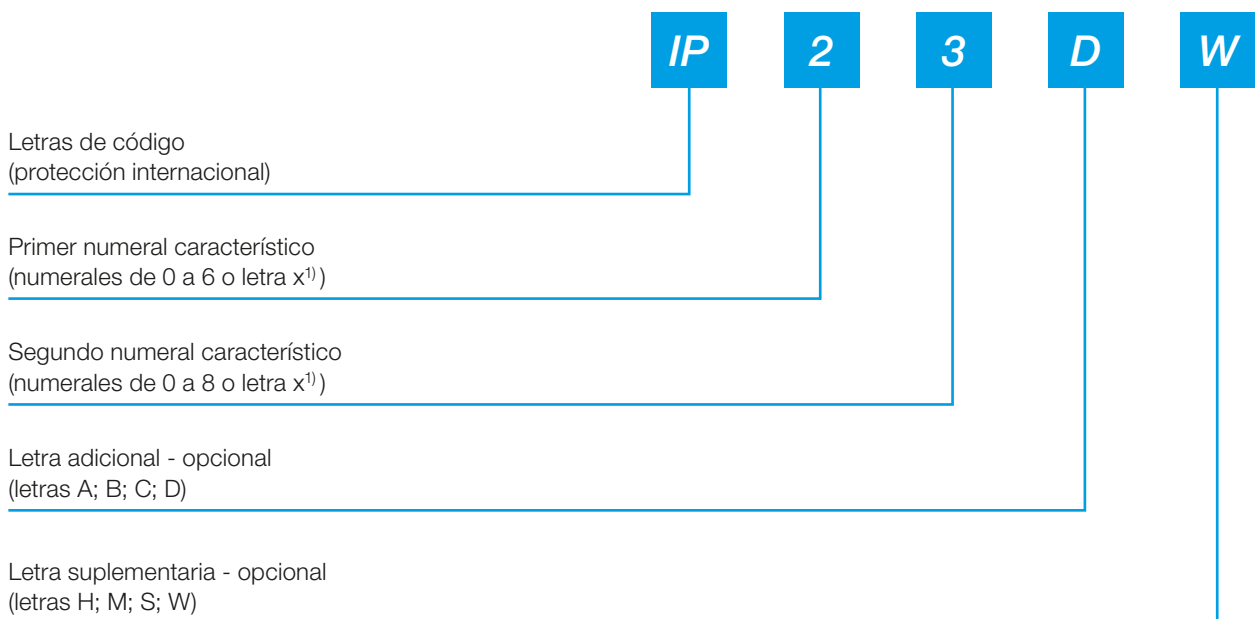 IP 2 3 D W
Letras de código
(protección internacional)
Primer numeral característico
(numerales de 0 a 6 o letra x1) )
Segundo numeral característico
(numerales de 0 a 8 o letra x1) )
Letra adicional - opcional
(letras A; B; C; D)
Letra suplementaria - opcional
(letras H; M; S; W)